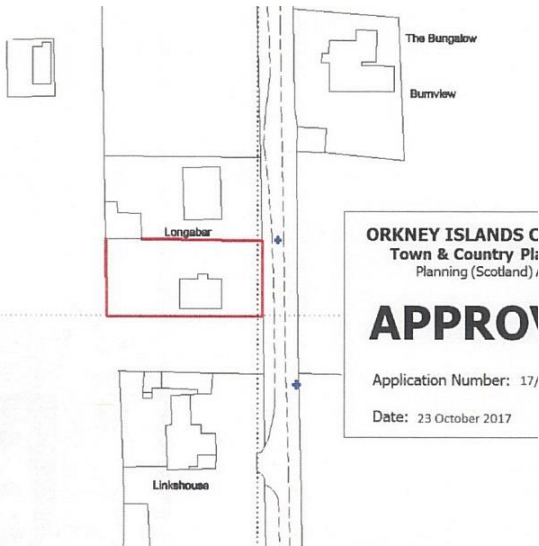 The Bungalow
Burnview
Longabar
Linkshouse
ORKNEY ISLANDS C
Town & Country Pla
Planning (Scotland) A
APPROV
Application Number: 17/
Date: 23 October 2017